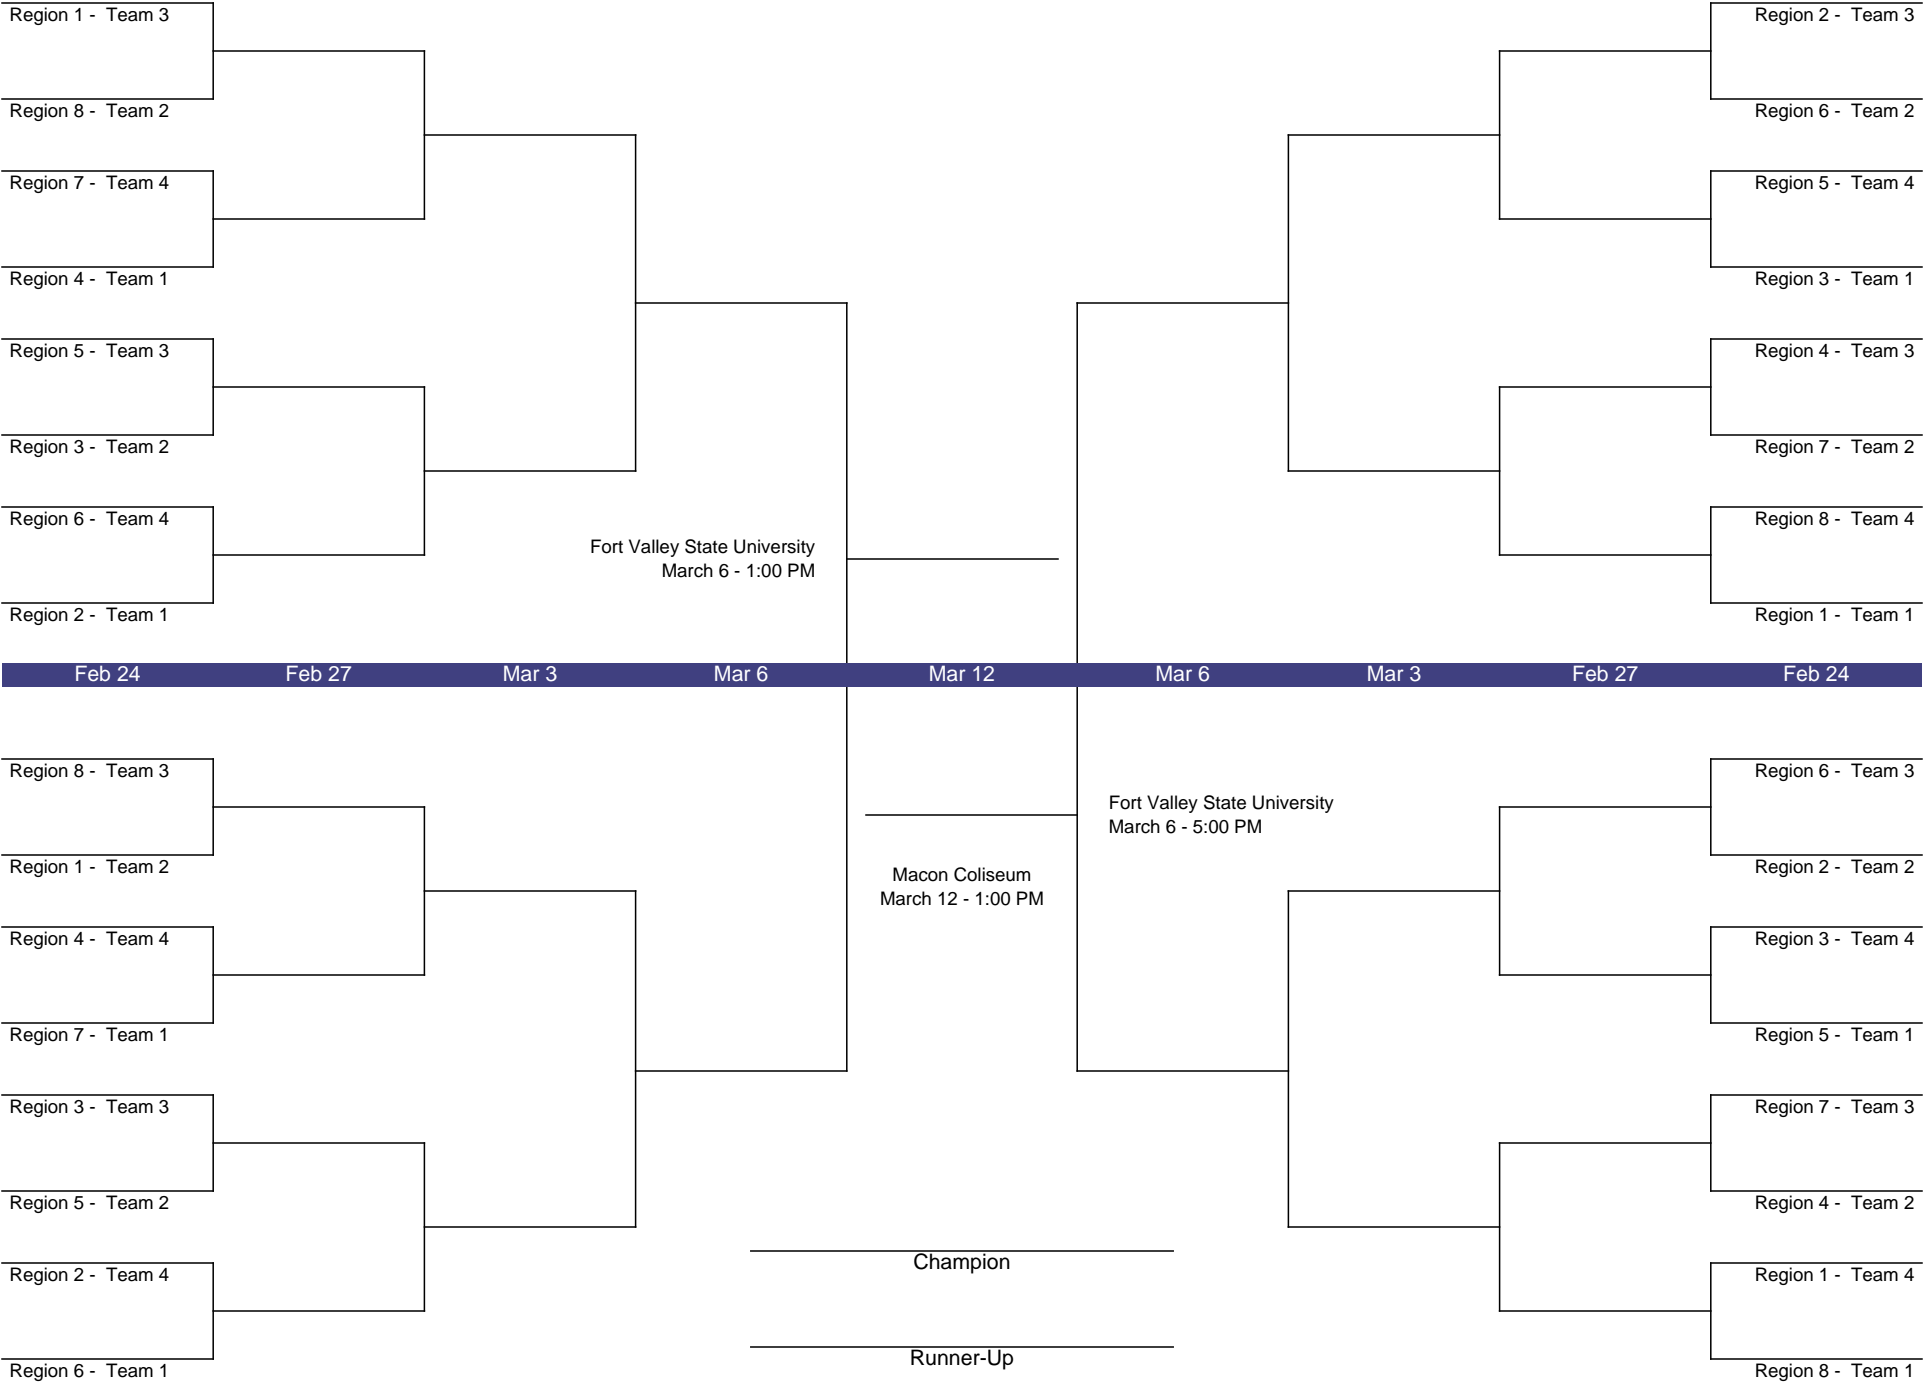 Region 1 - Team 3
Region 2 - Team 3
Region 8 - Team 2
Region 6 - Team 2
Region 7 - Team 4
Region 5 - Team 4
Region 4 - Team 1
Region 3 - Team 1
Region 5 - Team 3
Region 4 - Team 3
Region 3 - Team 2
Region 7 - Team 2
Region 6 - Team 4
Region 8 - Team 4
Fort Valley State University
March 6 - 1:00 PM
Region 2 - Team 1
Region 1 - Team 1
Feb 24 Feb 27 Mar 3 Mar 6 Mar 12 Mar 6 Mar 3 Feb 27 Feb 24
Region 8 - Team 3
Region 6 - Team 3
Fort Valley State University
March 6 - 5:00 PM
Region 1 - Team 2
Region 2 - Team 2
Macon Coliseum
March 12 - 1:00 PM
Region 4 - Team 4
Region 3 - Team 4
Region 7 - Team 1
Region 5 - Team 1
Region 3 - Team 3
Region 7 - Team 3
Region 5 - Team 2
Region 4 - Team 2
Champion
Region 2 - Team 4
Region 1 - Team 4
Runner-Up
Region 6 - Team 1
Region 8 - Team 1